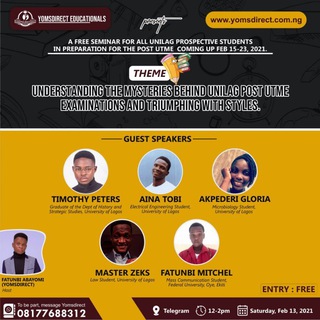 YOMSDIRECT EDUCATIONALS
www.yomsdirect.com.ng
A FREE SEMINAR FOR ALL UNILAG PROSPECTIVE STUDENTS
IN PREPARATION FOR THE POST UTME COMING UP FEB 15-23, 2021.
THEME
UNDERSTANDING THE MYSTERIES BEHIND UNILAG POST UTME
EXAMINATIONS AND TRIUMPHING WITH STYLES.
GUEST SPEAKERS
TIMOTHY PETERS
Graduate of the Dept of History and
Strategic Studies, University of Lagos
AINA TOBI
Electrical Engineering Student,
University of Lagos
AKPEDERI GLORIA
Microbiology Student,
University of Lagos
FATUNBI ABAYOMI
(YOMSDIRECT)
Host
MASTER ZEKS
Law Student, University of Lagos
FATUNBI MITCHEL
Mass Communication Student,
Federal University, Oye, Ekiti
ENTRY : FREE
To be part, message Yomsdirect
08177688312
Telegram
12-2pm
Saturday, Feb 13, 2021